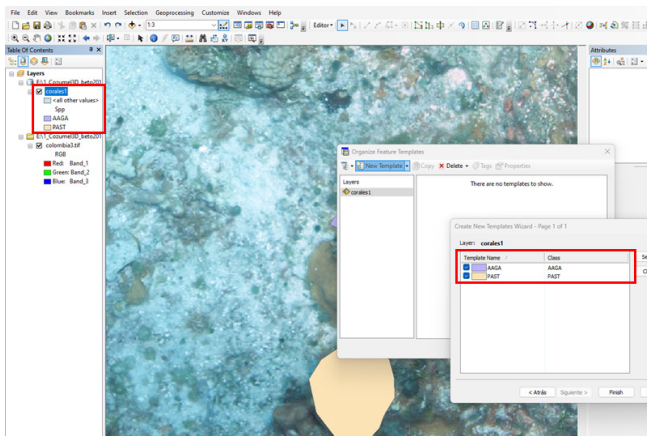 File Edit View Bookmarks Insert Selection Geoprocessing Customize Windows Help
1:3
Editor
Table Of Contents
Layers
E:\1_Cozumel3D_beto201
corales1
<all other values>
Spp
AAGA
PAST
E:\1_Cozumel3D_beto201
colombia3.tif
RGB
Red: Band_1
Green: Band_2
Blue: Band_3
Attributes
Organize Feature Templates
New Template Copy Delete Tags Properties
Layers
corales1
There are no templates to show.
Create New Templates Wizard - Page 1 of 1
Layer: corales1
Template Name Class
AAGA AAGA
PAST PAST
< Atrás Siguiente > Finish